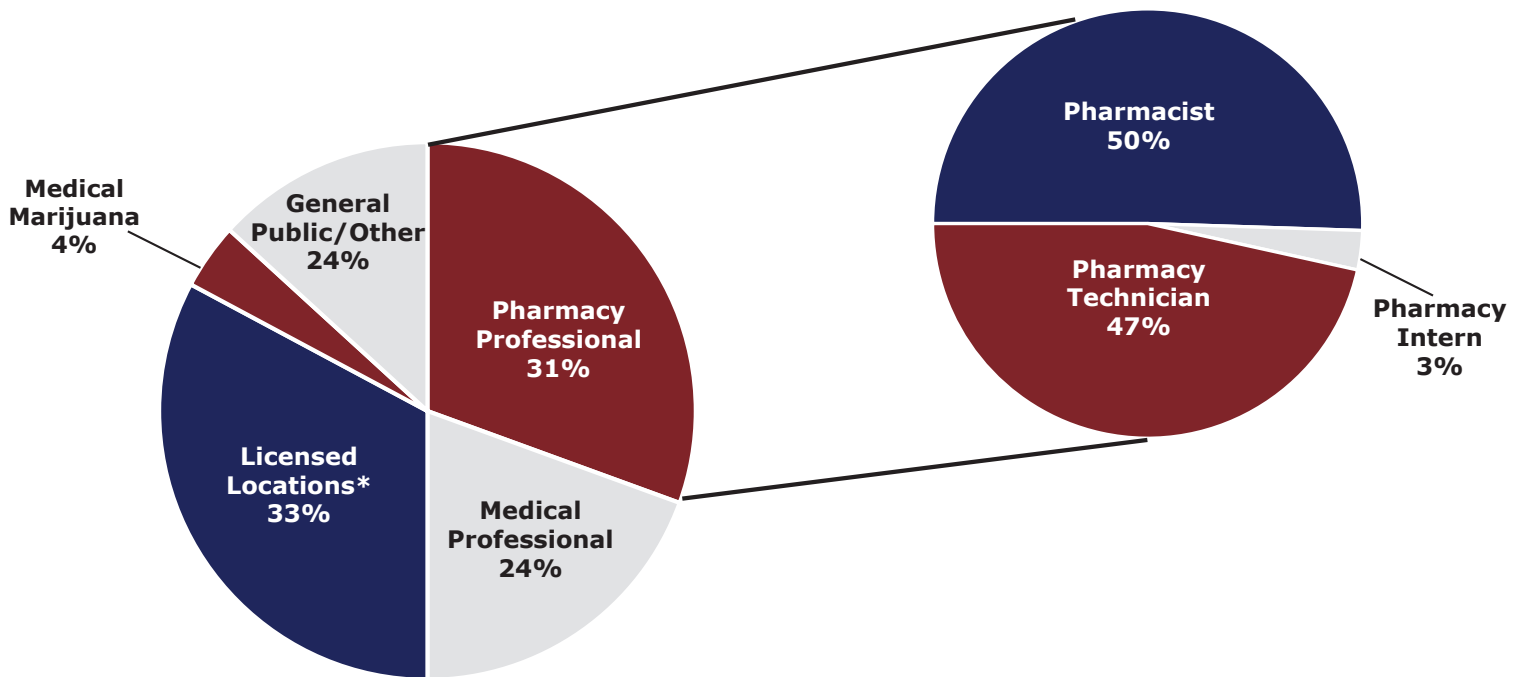 Medical
Marijuana
4%
General
Public/Other
24%
Pharmacy
Professional
31%
Licensed
Locations*
33%
Medical
Professional
24%
Pharmacist
50%
Pharmacy
Technician
47%
Pharmacy
Intern
3%